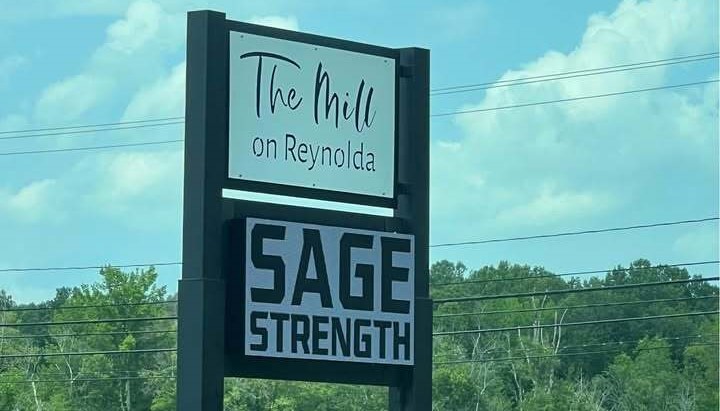 The Mill
on Reynolda
SAGE
STRENGTH